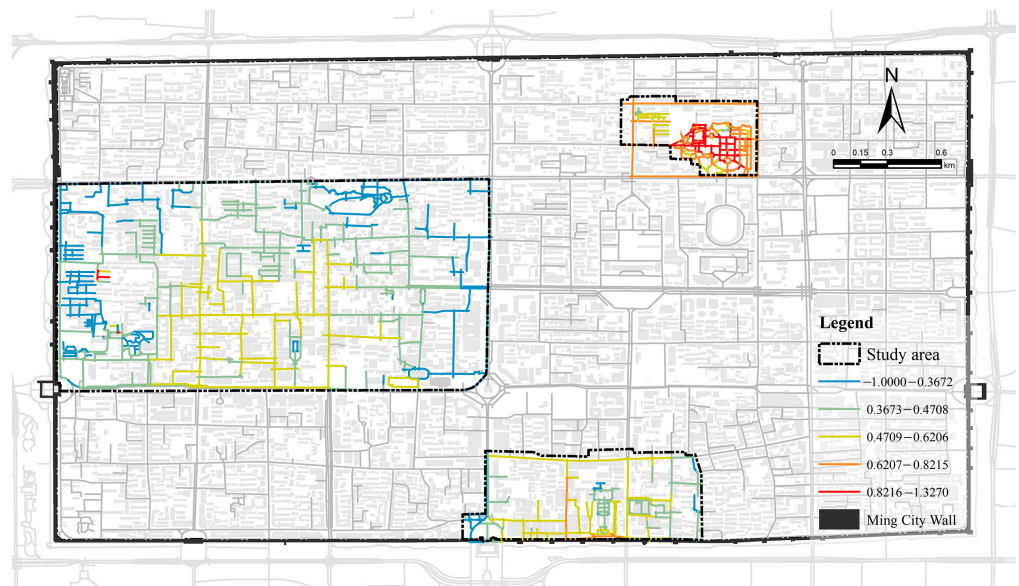 N
0 0.15 0.3 0.6
km
Legend
Study area
−1.0000−0.3672
0.3673−0.4708
0.4709−0.6206
0.6207−0.8215
0.8216−1.3270
Ming City Wall